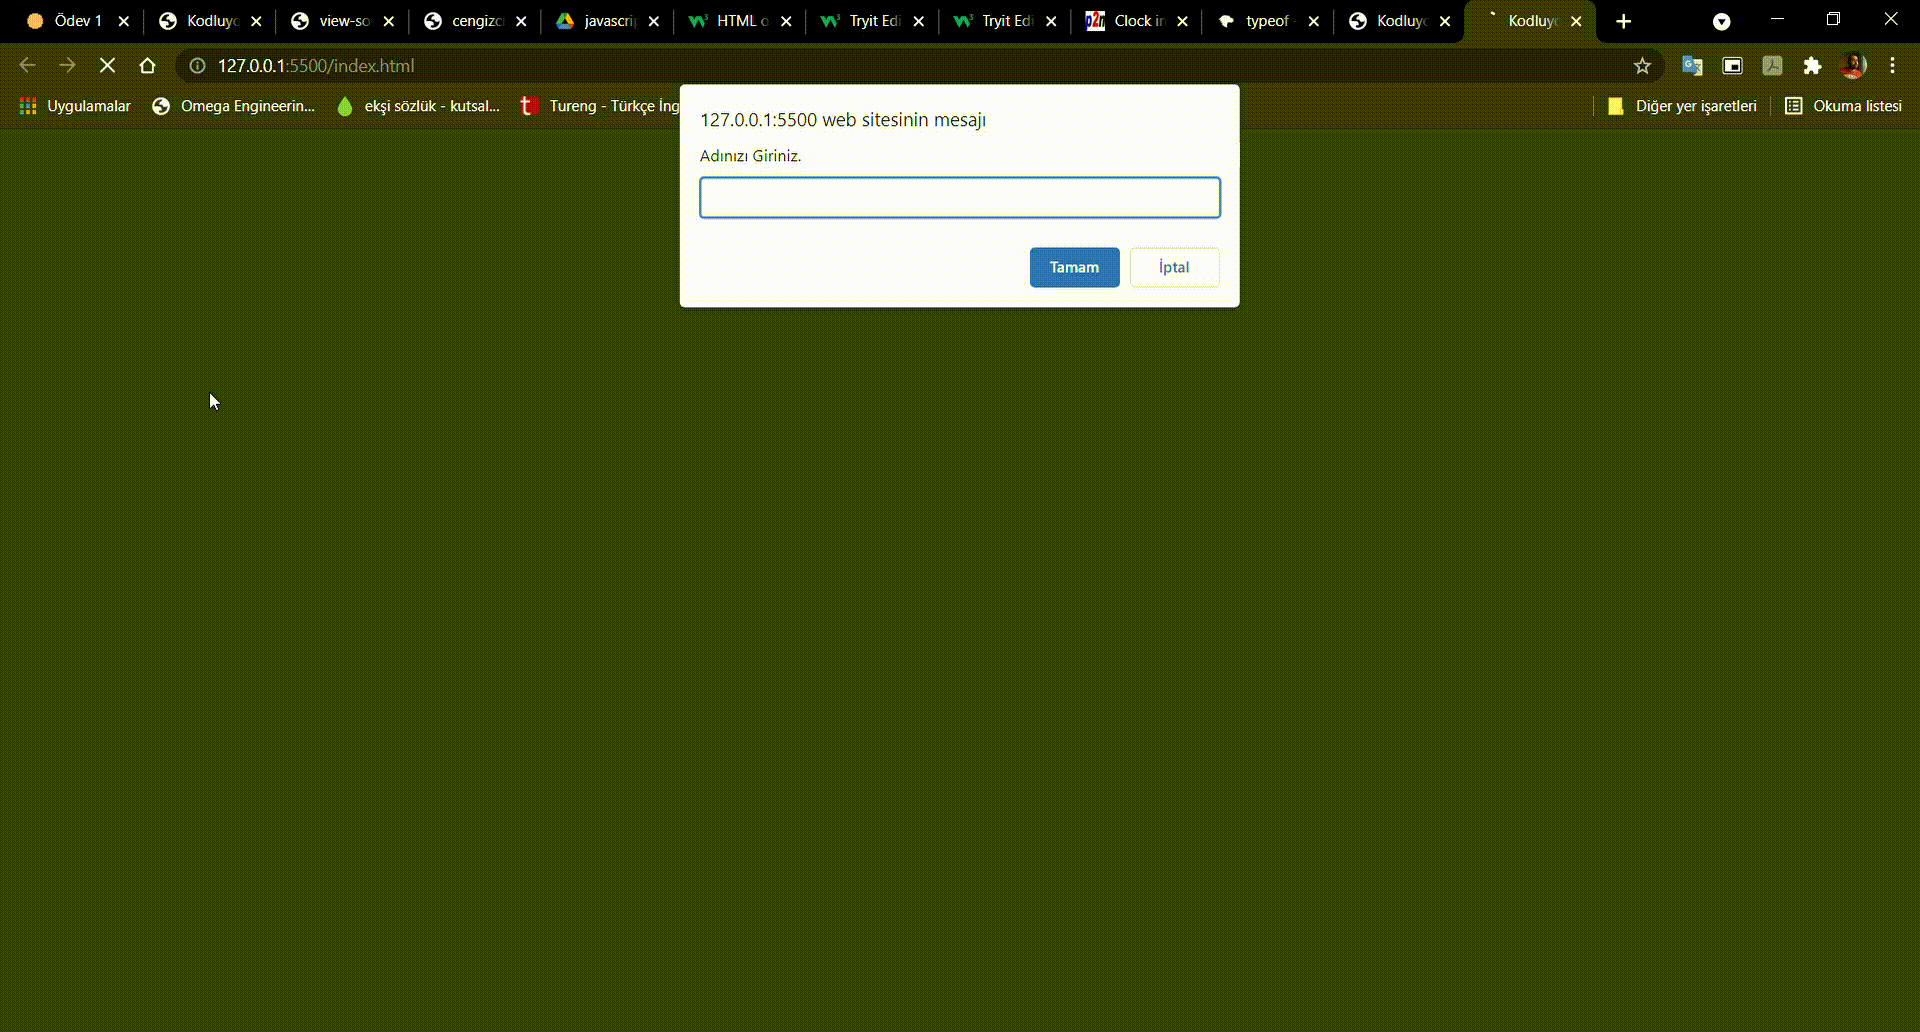 Ödev 1 Kodluyo view-so cengizc javascrip HTML o Tryit Edi Tryit Edi Clock in typeof - Kodluyo Kodluyo
127.0.0.1:5500/index.html
Uygulamalar Omega Engineerin... ekşi sözlük - kutsal... Tureng - Türkçe İng Diğer yer işaretleri Okuma listesi
127.0.0.1:5500 web sitesinin mesajı
Adınızı Giriniz.
Tamam İptal